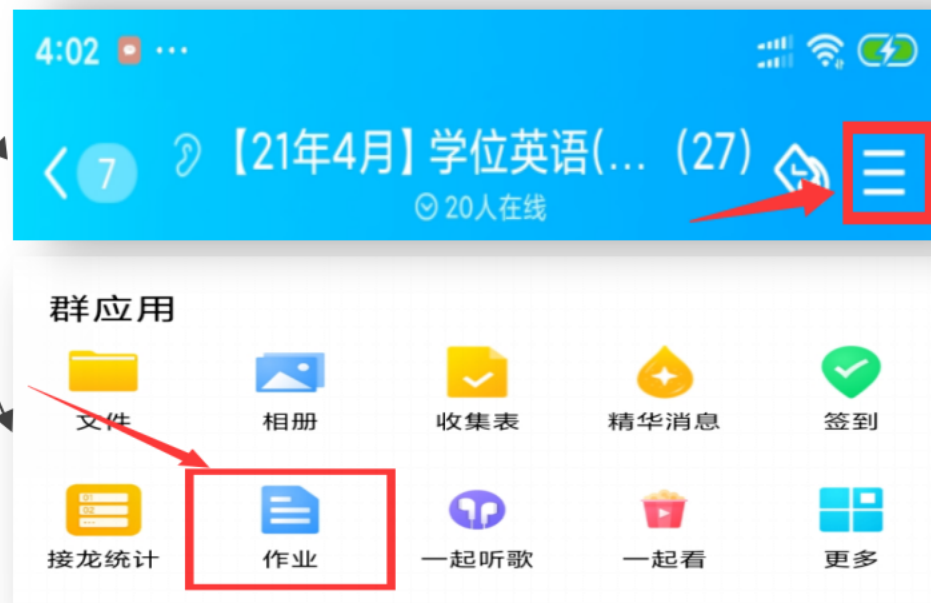 4:02
7 【21年4月】学位英语(... (27)
20人在线
群应用
文件 相册 收集表 精华消息 签到
01
02
接龙统计 作业 一起听歌 一起看 更多